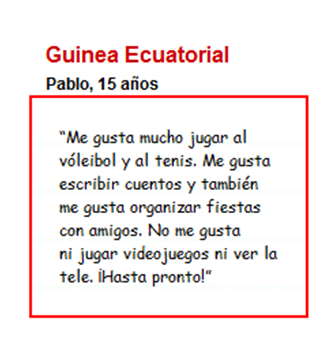 Guinea Ecuatorial
Pablo, 15 años
“Me gusta mucho jugar al
vóleibol y al tenis. Me gusta
escribir cuentos y también
me gusta organizar fiestas
con amigos. No me gusta
ni jugar videojuegos ni ver la
tele. ¡Hasta pronto!”